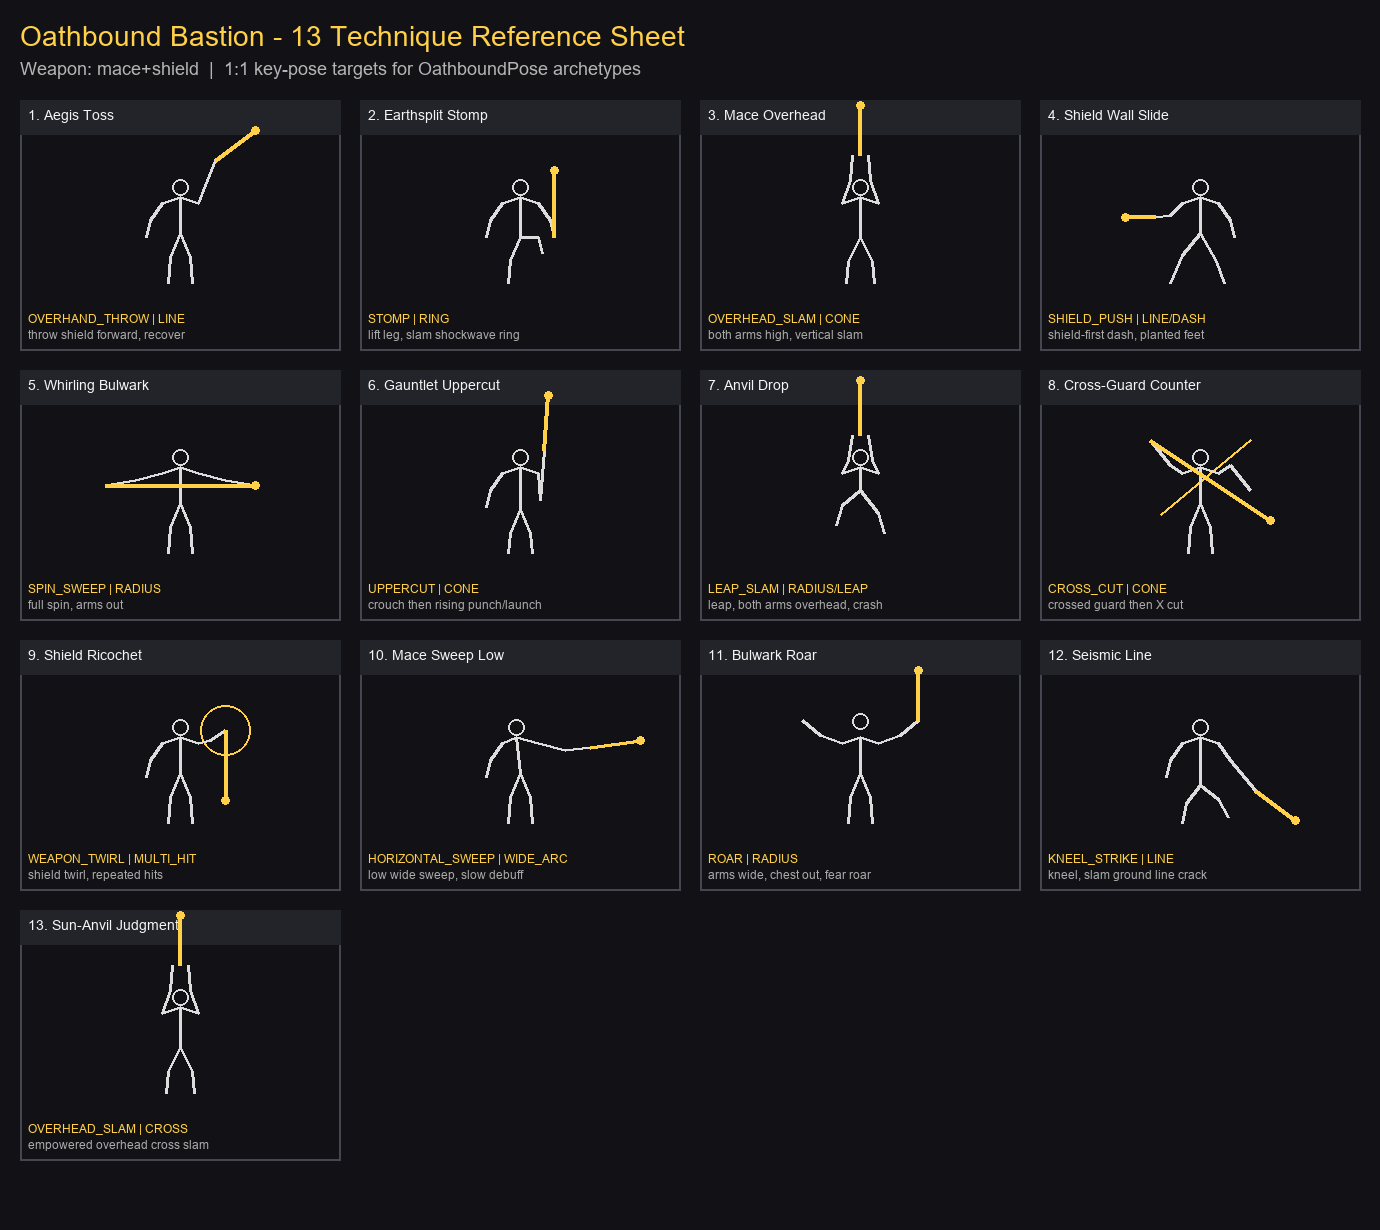 Oathbound Bastion - 13 Technique Reference Sheet
Weapon: mace+shield | 1:1 key-pose targets for OathboundPose archetypes
1. Aegis Toss
OVERHAND_THROW | LINE
throw shield forward, recover
2. Earthsplit Stomp
STOMP | RING
lift leg, slam shockwave ring
3. Mace Overhead
OVERHEAD_SLAM | CONE
both arms high, vertical slam
4. Shield Wall Slide
SHIELD_PUSH | LINE/DASH
shield-first dash, planted feet
5. Whirling Bulwark
SPIN_SWEEP | RADIUS
full spin, arms out
6. Gauntlet Uppercut
UPPERCUT | CONE
crouch then rising punch/launch
7. Anvil Drop
LEAP_SLAM | RADIUS/LEAP
leap, both arms overhead, crash
8. Cross-Guard Counter
CROSS_CUT | CONE
crossed guard then X cut
9. Shield Ricochet
WEAPON_TWIRL | MULTI_HIT
shield twirl, repeated hits
10. Mace Sweep Low
HORIZONTAL_SWEEP | WIDE_ARC
low wide sweep, slow debuff
11. Bulwark Roar
ROAR | RADIUS
arms wide, chest out, fear roar
12. Seismic Line
KNEEL_STRIKE | LINE
kneel, slam ground line crack
13. Sun-Anvil Judgment
OVERHEAD_SLAM | CROSS
empowered overhead cross slam